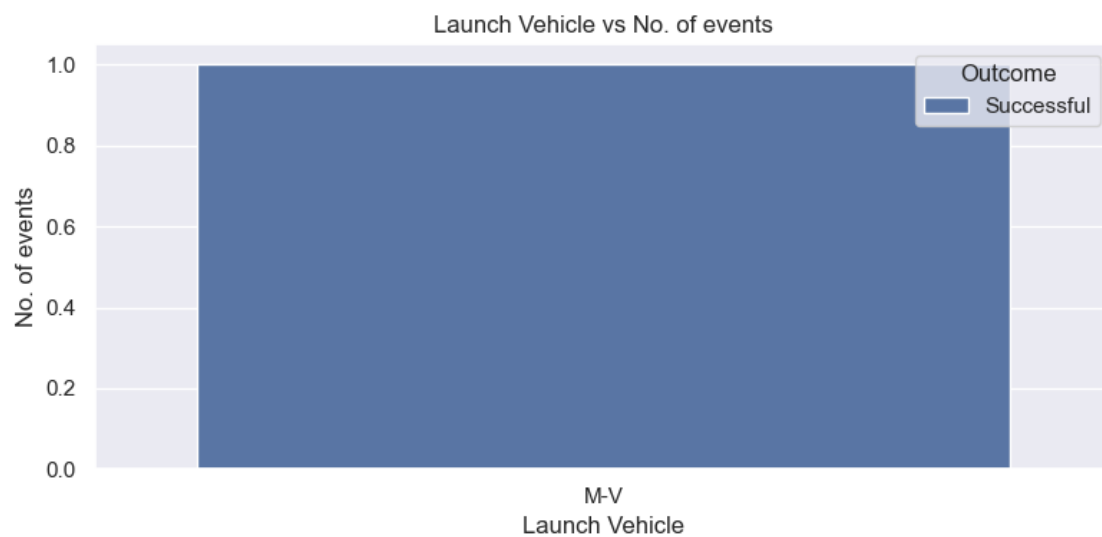 Launch Vehicle vs No. of events
Outcome
Successful
No. of events
1.0
0.8
0.6
0.4
0.2
0.0
M-V
Launch Vehicle